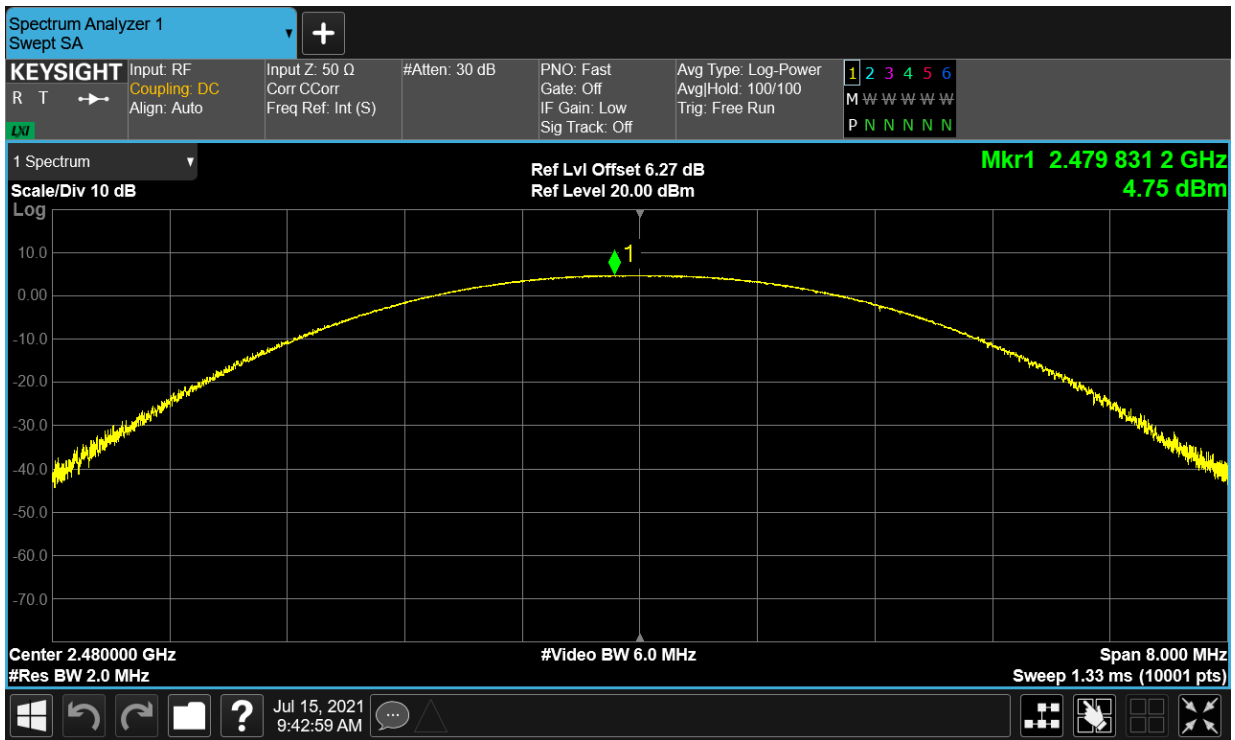 Spectrum Analyzer 1
Swept SA
+
KEYSIGHT
R T
LXI
Input: RF
Coupling: DC
Align: Auto
Input Z: 50 Ω
Corr CCorr
Freq Ref: Int (S)
#Atten: 30 dB
PNO: Fast
Gate: Off
IF Gain: Low
Sig Track: Off
Avg Type: Log-Power
Avg|Hold: 100/100
Trig: Free Run
1 2 3 4 5 6
M W W W W W
P N N N N N
1 Spectrum
Scale/Div 10 dB
Log
Ref Lvl Offset 6.27 dB
Ref Level 20.00 dBm
Mkr1 2.479 831 2 GHz
4.75 dBm
1
10.0
0.00
-10.0
-20.0
-30.0
-40.0
-50.0
-60.0
-70.0
Center 2.480000 GHz
#Res BW 2.0 MHz
#Video BW 6.0 MHz
Span 8.000 MHz
Sweep 1.33 ms (10001 pts)
?
Jul 15, 2021
9:42:59 AM